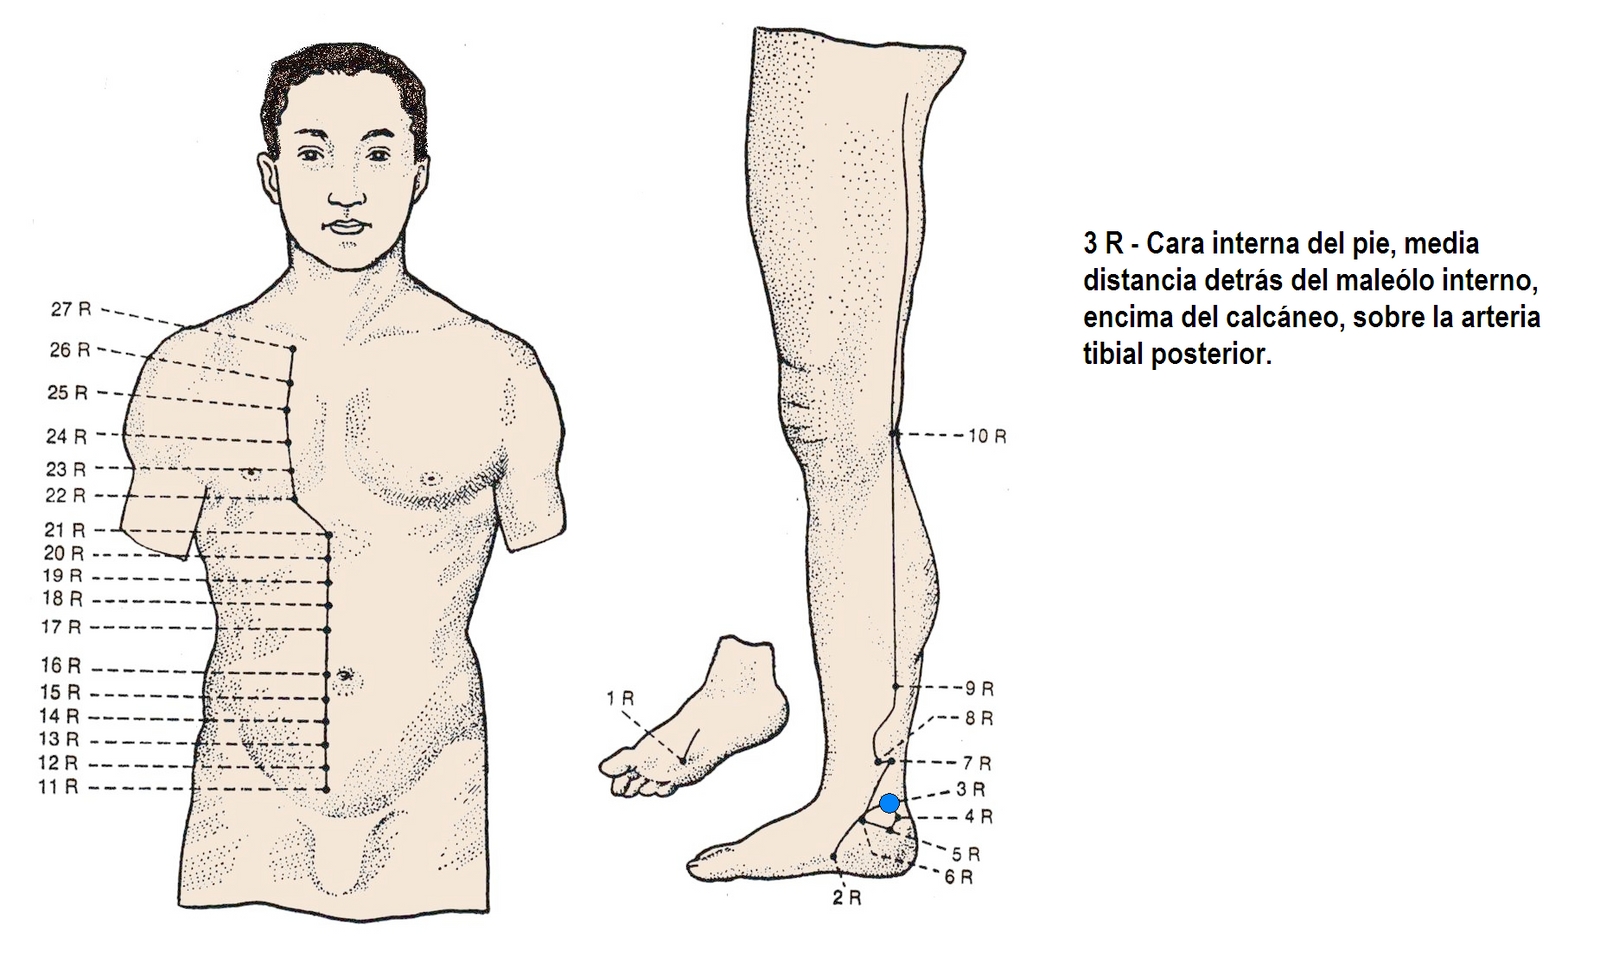 27 R
26 R
25 R
24 R
23 R
22 R
21 R
20 R
19 R
18 R
17 R
16 R
15 R
14 R
13 R
12 R
11 R
1 R
10 R
9 R
8 R
7 R
3 R
4 R
5 R
6 R
2 R
3 R - Cara interna del pie, media
distancia detrás del maleólo interno,
encima del calcáneo, sobre la arteria
tibial posterior.